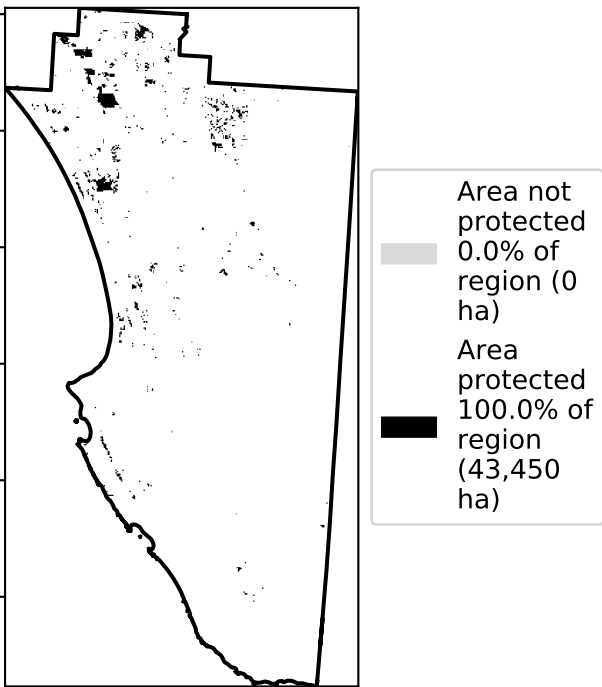 Area not
protected
0.0% of
region (0
ha)
Area
protected
100.0% of
region
(43,450
ha)